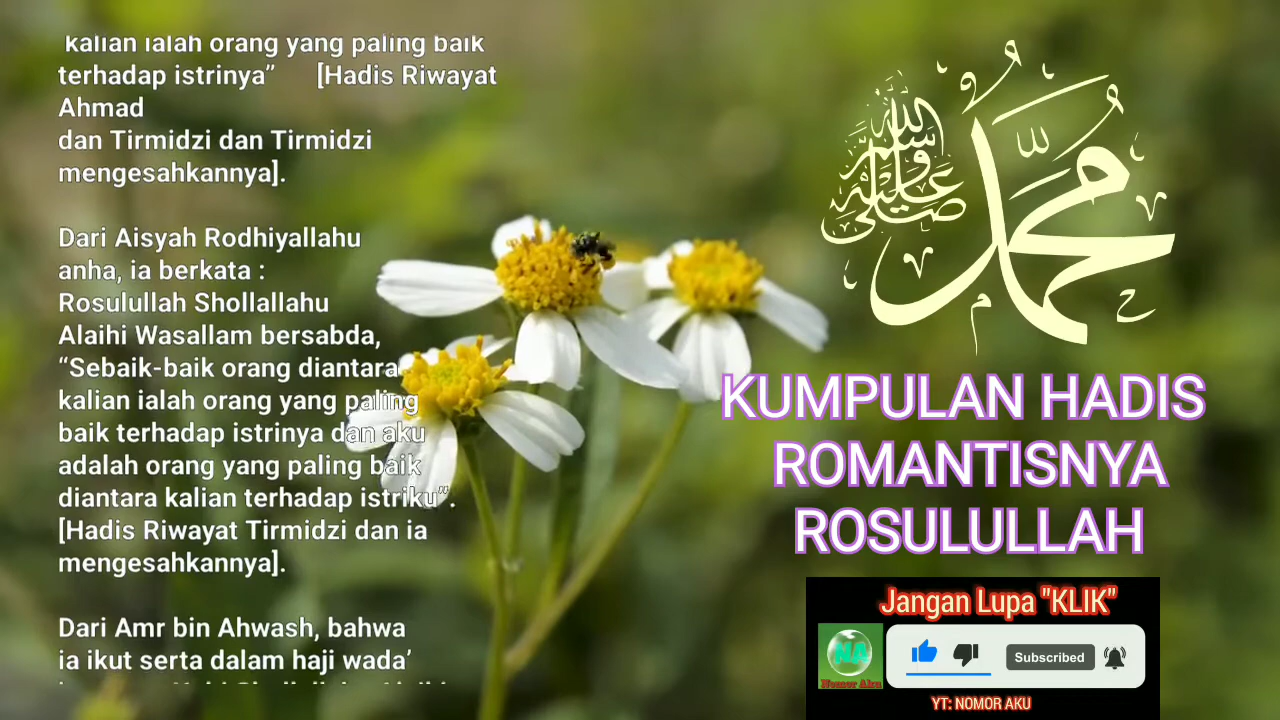 kalian ialah orang yang paling baik
terhadap istrinya” [Hadis Riwayat
Ahmad
dan Tirmidzi dan Tirmidzi
mengesahkannya].
Dari Aisyah Rodhiyallahu
anha, ia berkata :
Rosulullah Shollallahu
Alaihi Wasallam bersabda,
“Sebaik-baik orang diantara
kalian ialah orang yang paling
baik terhadap istrinya dan aku
adalah orang yang paling baik
diantara kalian terhadap istriku”.
[Hadis Riwayat Tirmidzi dan ia
mengesahkannya].
Dari Amr bin Ahwash, bahwa
ia ikut serta dalam haji wada’
محمد
صلى الله عليه وسلم
KUMPULAN HADIS
ROMANTISNYA
ROSULULLAH
Jangan Lupa "KLIK"
NA
Nomor Aku
Subscribed
YT: NOMOR AKU